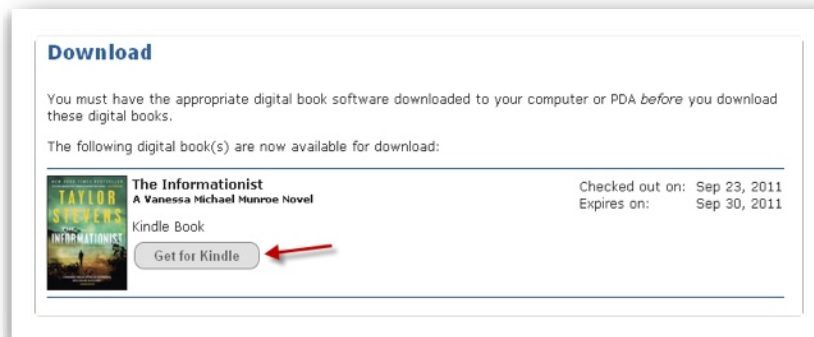 Download
You must have the appropriate digital book software downloaded to your computer or PDA before you download
these digital books.
The following digital book(s) are now available for download:
The Informationist
A Vanessa Michael Munroe Novel
Checked out on: Sep 23, 2011
Expires on: Sep 30, 2011
Kindle Book
Get for Kindle
TAYLOR
STEVENS
THE
INFORMATIONIST